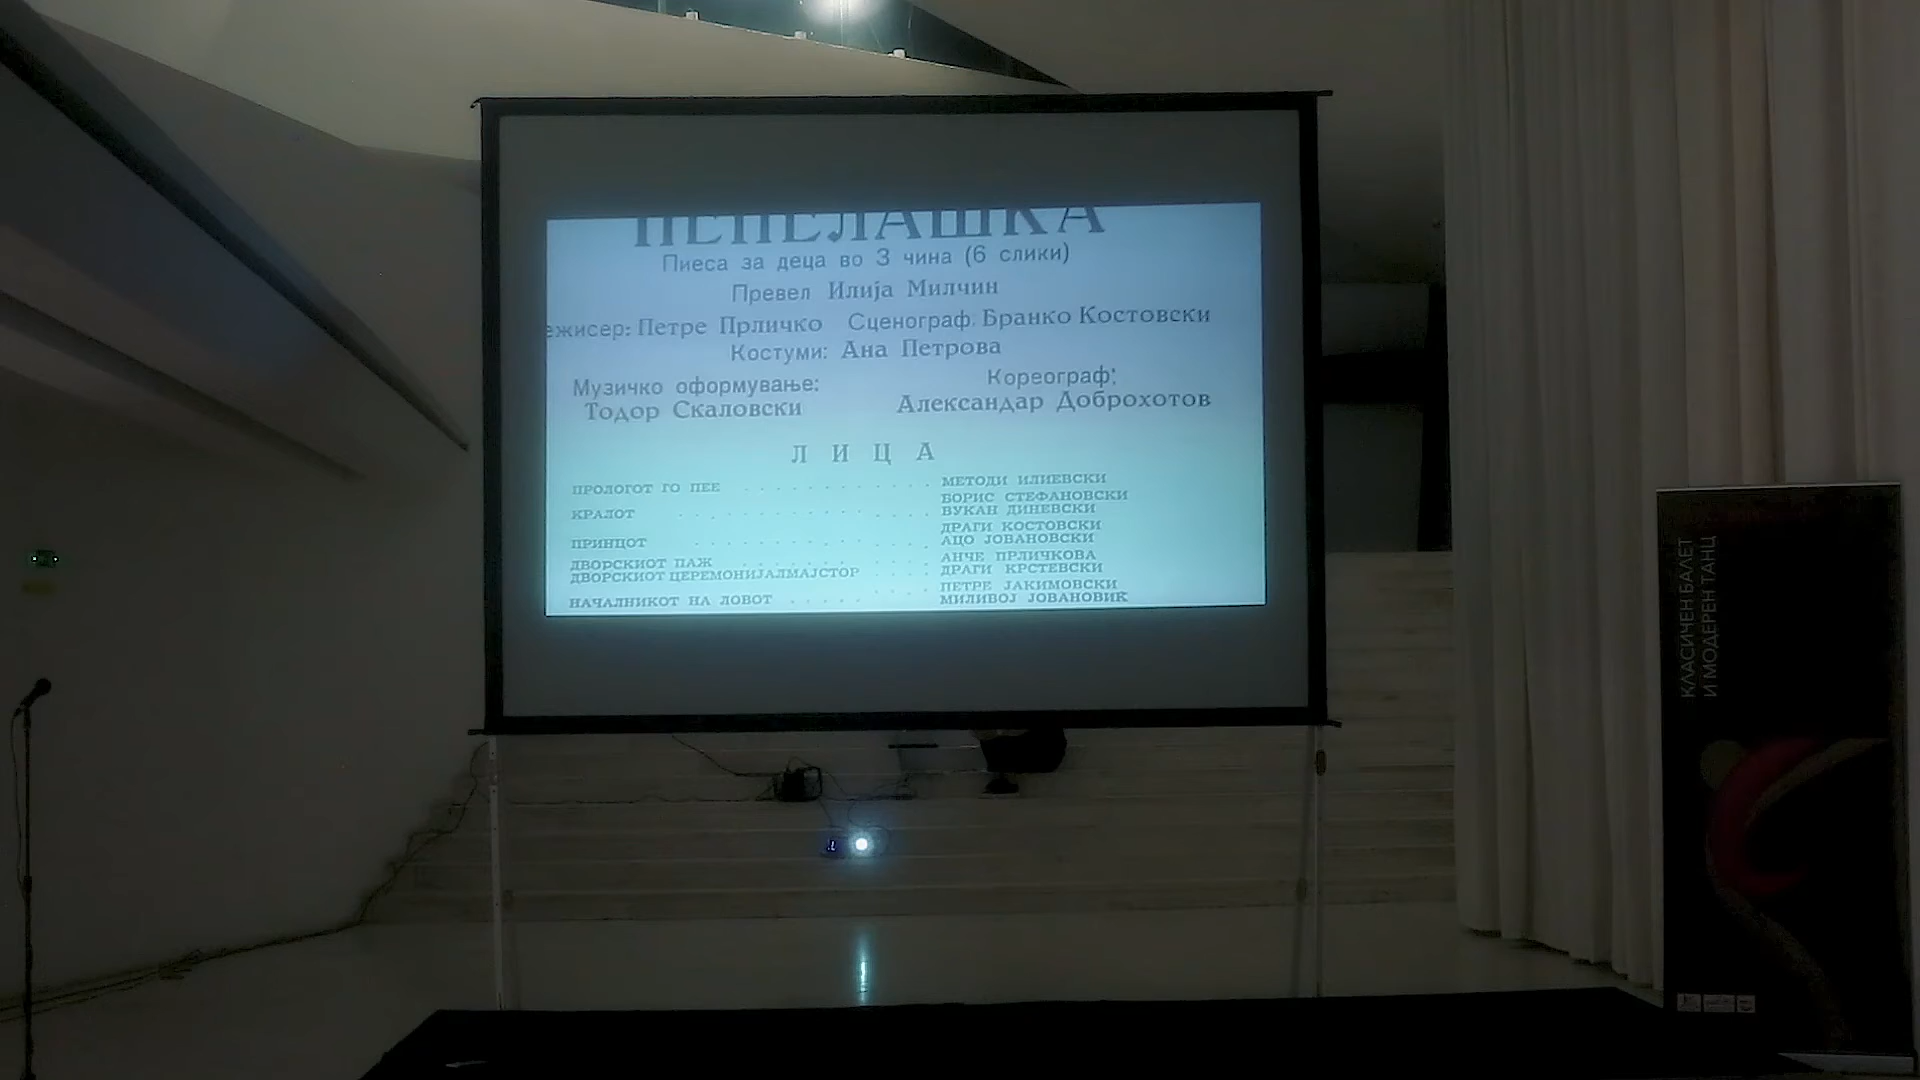 ПЕПЕЛАШКА
Пиеса за деца во 3 чина (6 слики)
Превел Илија Милчин
ежисер: Петре Прличко Сценограф: Бранко Костовски
Костуми: Ана Петрова
Музичко оформување: Кореограф:
Тодор Скаловски Александар Доброхотов
ЛИЦА
ПРОЛОГОТ ГО ПЕЕ . . . . . . . . . . . . МЕТОДИ ИЛИЕВСКИ
БОРИС СТЕФАНОВСКИ
КРАЛОТ . . . . . . . . . . . . . . . ВУКАН ДИНЕВСКИ
ДРАГИ КОСТОВСКИ
ПРИНЦОТ . . . . . . . . . . . . . . АЦО ЈОВАНОВСКИ
ДВОРСКИОТ ПАЖ . . . . . . . . . . . . АНЧЕ ПРЛИЧКОВА
ДВОРСКИОТ ЦЕРЕМОНИЈАЛМАЈСТОР . . . . ДРАГИ КРСТЕВСКИ
ПЕТРЕ ЈАКИМОВСКИ
НАЧАЛНИКОТ НА ЛОВОТ . . . . . . . . МИЛИВОЈ ЈОВАНОВИЌ
КЛАСИЧЕН БАЛЕТ
И МОДЕРЕН ТАНЦ